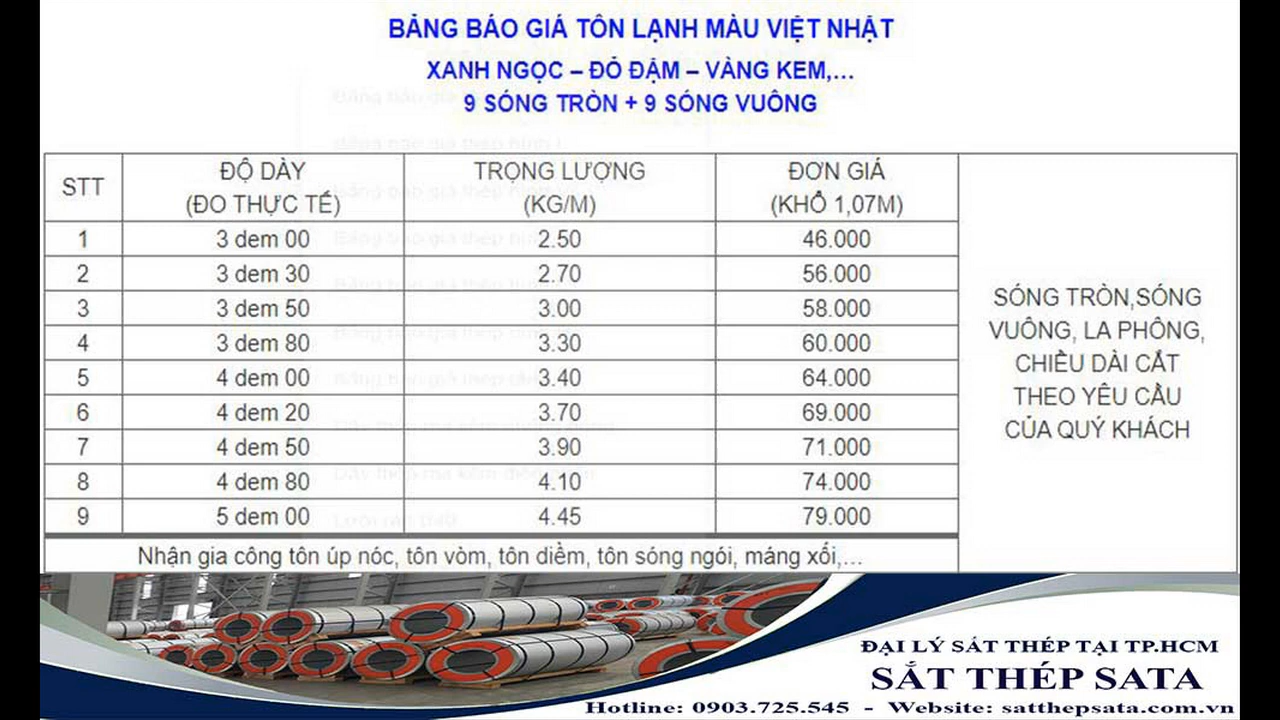 BẢNG BÁO GIÁ TÔN LẠNH MÀU VIỆT NHẬT
XANH NGỌC – ĐỎ ĐẬM – VÀNG KEM,...
9 SÓNG TRÒN + 9 SÓNG VUÔNG
STT ĐỘ DÀY (ĐO THỰC TẾ) TRỌNG LƯỢNG (KG/M) ĐƠN GIÁ (KHỔ 1,07M)
1 3 dem 00 2.50 46.000
2 3 dem 30 2.70 56.000
3 3 dem 50 3.00 58.000
4 3 dem 80 3.30 60.000
5 4 dem 00 3.40 64.000
6 4 dem 20 3.70 69.000
7 4 dem 50 3.90 71.000
8 4 dem 80 4.10 74.000
9 5 dem 00 4.45 79.000
SÓNG TRÒN,SÓNG
VUÔNG, LA PHÔNG,
CHIỀU DÀI CẮT
THEO YÊU CẦU
CỦA QUÝ KHÁCH
Nhận gia công tôn úp nóc, tôn vòm, tôn diềm, tôn sóng ngói, máng xối,...
ĐẠI LÝ SẮT THÉP TẠI TP.HCM
SẮT THÉP SATA
Hotline: 0903.725.545 - Website: satthepsata.com.vn